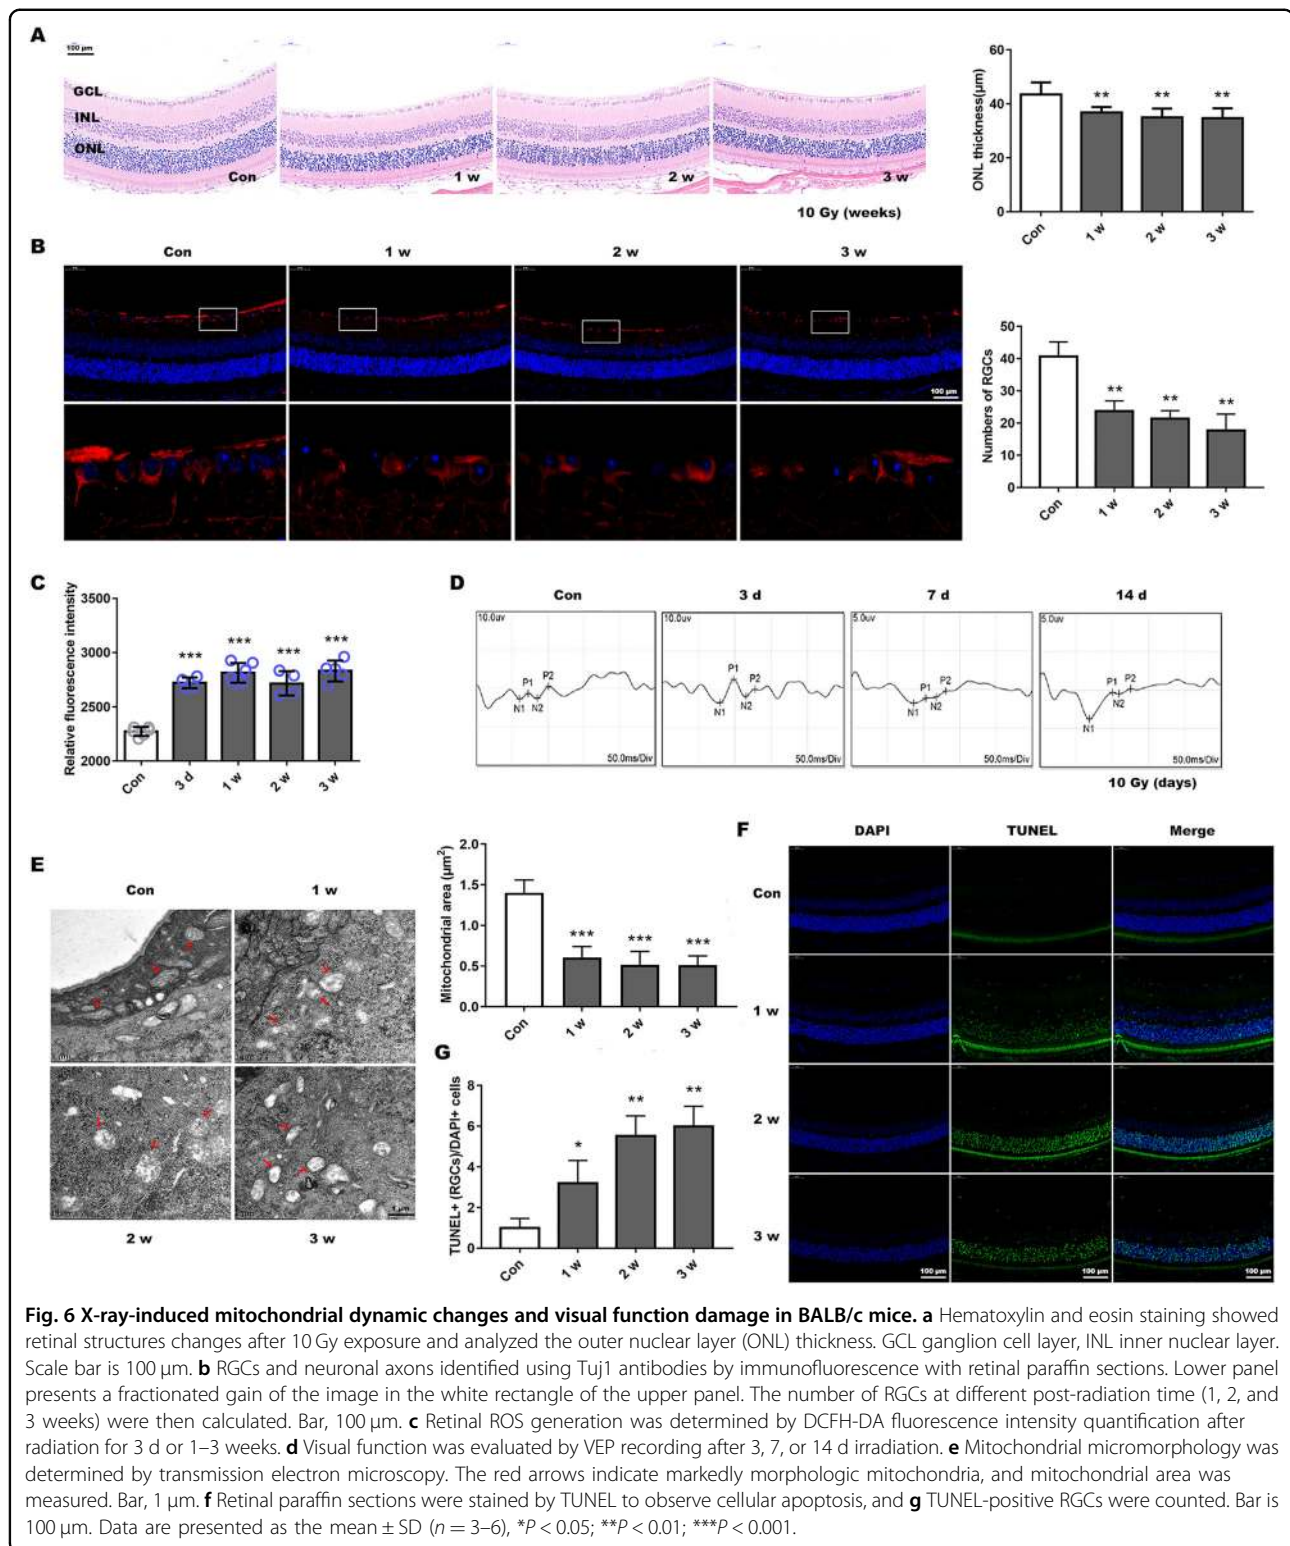 A
100 μm
GCL
INL
ONL
Con
1 w
2 w
3 w
10 Gy (weeks)
60
40
20
0
ONL thickness(μm)
**
**
**
Con
1 w
2 w
3 w
B
Con
1 w
2 w
3 w
100 μm
50
40
30
20
10
0
Numbers of RGCs
**
**
**
Con
1 w
2 w
3 w
C
3500
3000
2500
2000
Relative fluorescence intensity
***
***
***
***
Con
3 d
1 w
2 w
3 w
D
Con
3 d
7 d
14 d
10.0uv
P1
P2
N1
N2
50.0ms/Div
10.0uv
P1
P2
N1
N2
50.0ms/Div
5.0uv
P1
P2
N1
N2
50.0ms/Div
5.0uv
P1
P2
N1
N2
50.0ms/Div
10 Gy (days)
E
Con
1 w
2 w
3 w
1 μm
2.0
1.5
1.0
0.5
0.0
Mitochondrial area (μm²)
***
***
***
Con
1 w
2 w
3 w
F
DAPI
TUNEL
Merge
Con
1 w
2 w
3 w
100 μm
100 μm
100 μm
G
8
6
4
2
0
TUNEL+ (RGCs)/DAPI+ cells
*
**
**
Con
1 w
2 w
3 w
Fig. 6 X-ray-induced mitochondrial dynamic changes and visual function damage in BALB/c mice. a Hematoxylin and eosin staining showed
retinal structures changes after 10 Gy exposure and analyzed the outer nuclear layer (ONL) thickness. GCL ganglion cell layer, INL inner nuclear layer.
Scale bar is 100 μm. b RGCs and neuronal axons identified using Tuj1 antibodies by immunofluorescence with retinal paraffin sections. Lower panel
presents a fractionated gain of the image in the white rectangle of the upper panel. The number of RGCs at different post-radiation time (1, 2, and
3 weeks) were then calculated. Bar, 100 μm. c Retinal ROS generation was determined by DCFH-DA fluorescence intensity quantification after
radiation for 3 d or 1–3 weeks. d Visual function was evaluated by VEP recording after 3, 7, or 14 d irradiation. e Mitochondrial micromorphology was
determined by transmission electron microscopy. The red arrows indicate markedly morphologic mitochondria, and mitochondrial area was
measured. Bar, 1 μm. f Retinal paraffin sections were stained by TUNEL to observe cellular apoptosis, and g TUNEL-positive RGCs were counted. Bar is
100 μm. Data are presented as the mean ± SD (n = 3–6), *P < 0.05; **P < 0.01; ***P < 0.001.